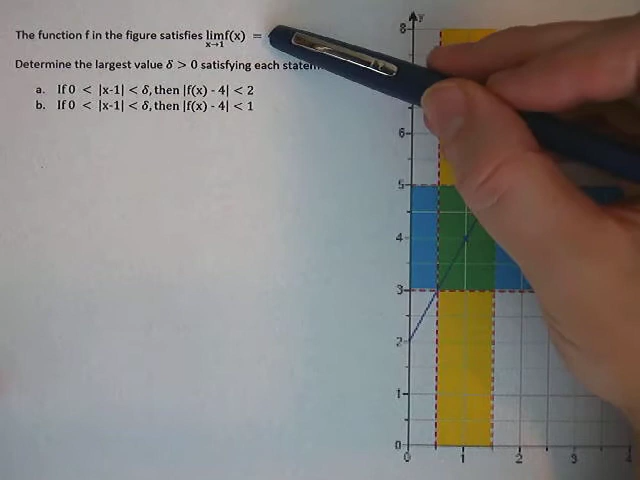 The function f in the figure satisfies lim f(x) =
x→1
Determine the largest value δ > 0 satisfying each
a. If 0 < |x-1| < δ, then |f(x) - 4| < 2
b. If 0 < |x-1| < δ, then |f(x) - 4| < 1
y
8
6
5
4
3
2
1
0
0 1 2 3 4